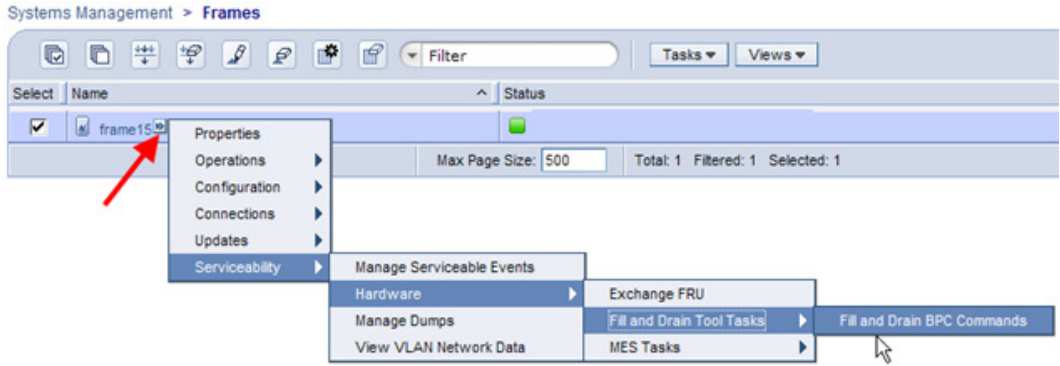 Systems Management > Frames
Filter
Tasks
Views
Select
Name
Status
frame15
Max Page Size: 500
Total: 1 Filtered: 1 Selected: 1
Properties
Operations
Configuration
Connections
Updates
Serviceability
Manage Serviceable Events
Hardware
Manage Dumps
View VLAN Network Data
Exchange FRU
Fill and Drain Tool Tasks
MES Tasks
Fill and Drain BPC Commands